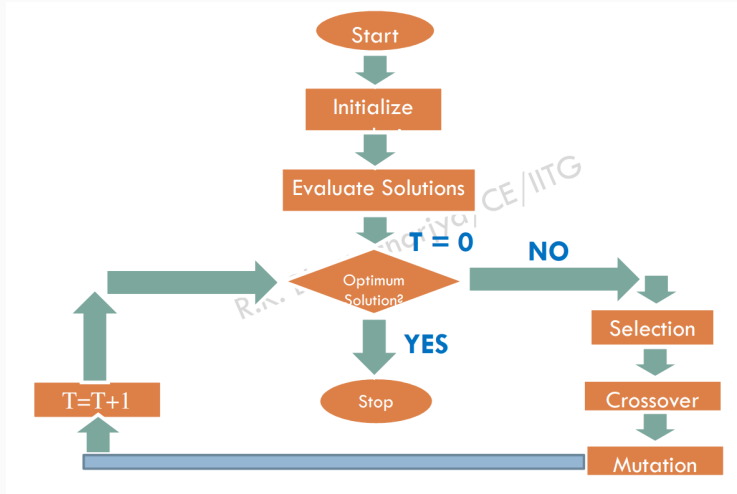 Start
Initialize
Evaluate Solutions
T = 0
Optimum
Solution?
NO
YES
Stop
Selection
Crossover
Mutation
T=T+1
R.K. /CE/IITG